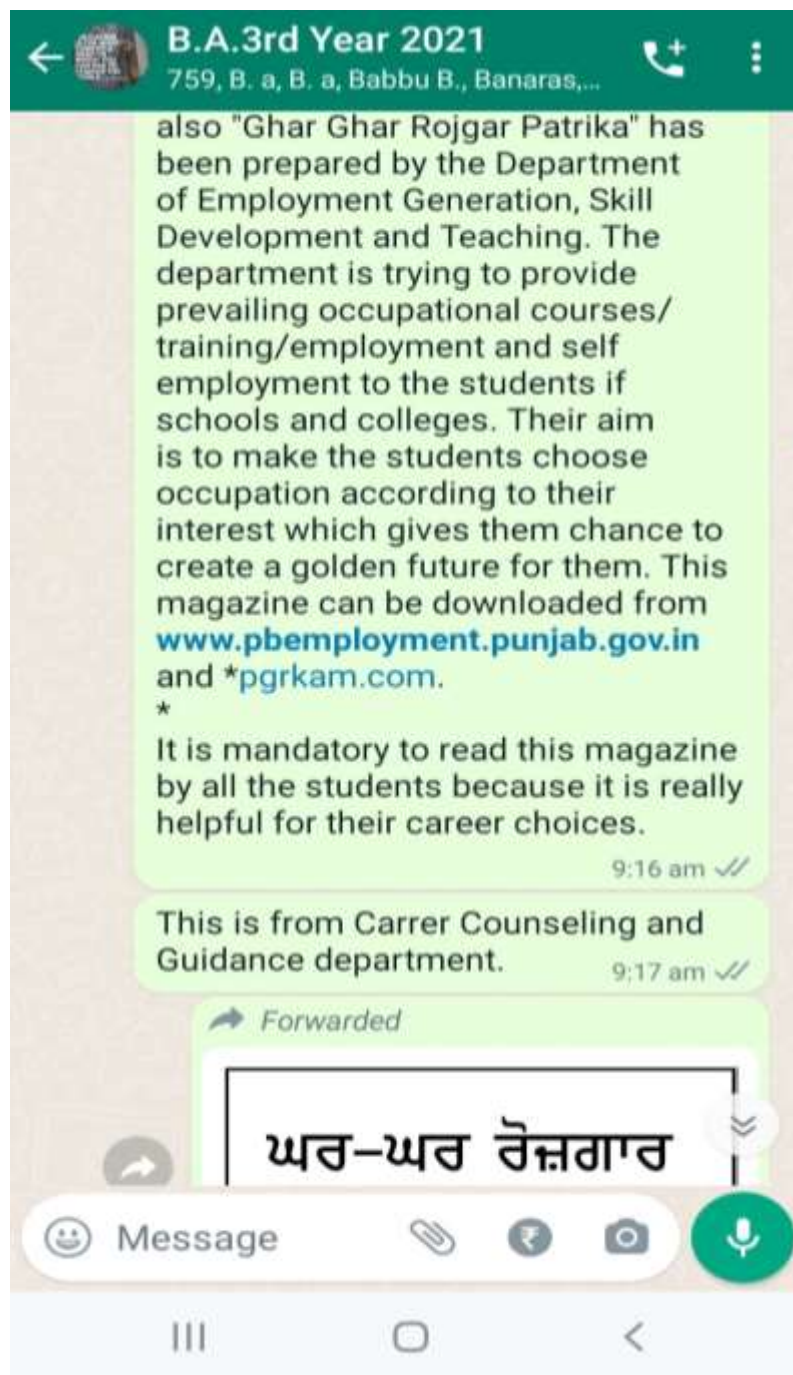 B.A.3rd Year 2021
759, B. a, B. a, Babbu B., Banaras,...
also "Ghar Ghar Rojgar Patrika" has
been prepared by the Department
of Employment Generation, Skill
Development and Teaching. The
department is trying to provide
prevailing occupational courses/
training/employment and self
employment to the students if
schools and colleges. Their aim
is to make the students choose
occupation according to their
interest which gives them chance to
create a golden future for them. This
magazine can be downloaded from
www.pbemployment.punjab.gov.in
and *pgrkam.com.
*
It is mandatory to read this magazine
by all the students because it is really
helpful for their career choices.
9:16 am
This is from Carrer Counseling and
Guidance department.
9:17 am
Forwarded
ਘਰ-ਘਰ ਰੋਜ਼ਗਾਰ
Message